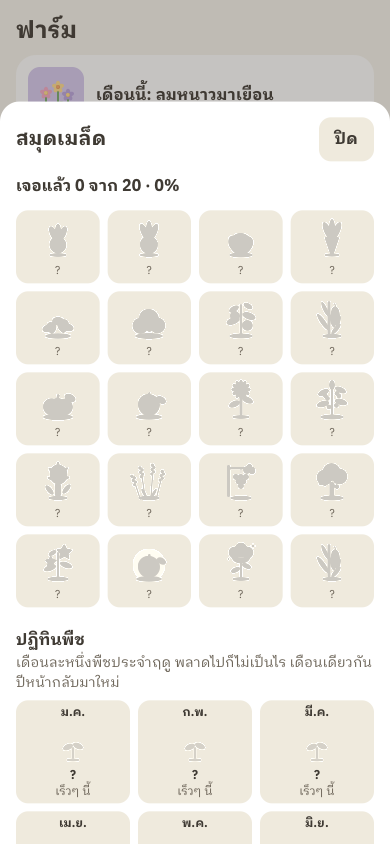 ฟาร์ม
เดือนนี้: ลมหนาวมาเยือน
สมุดเมล็ด
ปิด
เจอแล้ว 0 จาก 20 · 0%
? ? ? ?
? ? ? ?
? ? ? ?
? ? ? ?
? ? ? ?
ปฏิทินพืช
เดือนละหนึ่งพืชประจำฤดู พลาดไปก็ไม่เป็นไร เดือนเดียวกัน
ปีหน้ากลับมาใหม่
ม.ค. ก.พ. มี.ค.
? ? ?
เร็วๆ นี้ เร็วๆ นี้ เร็วๆ นี้
เม.ย. พ.ค. มิ.ย.